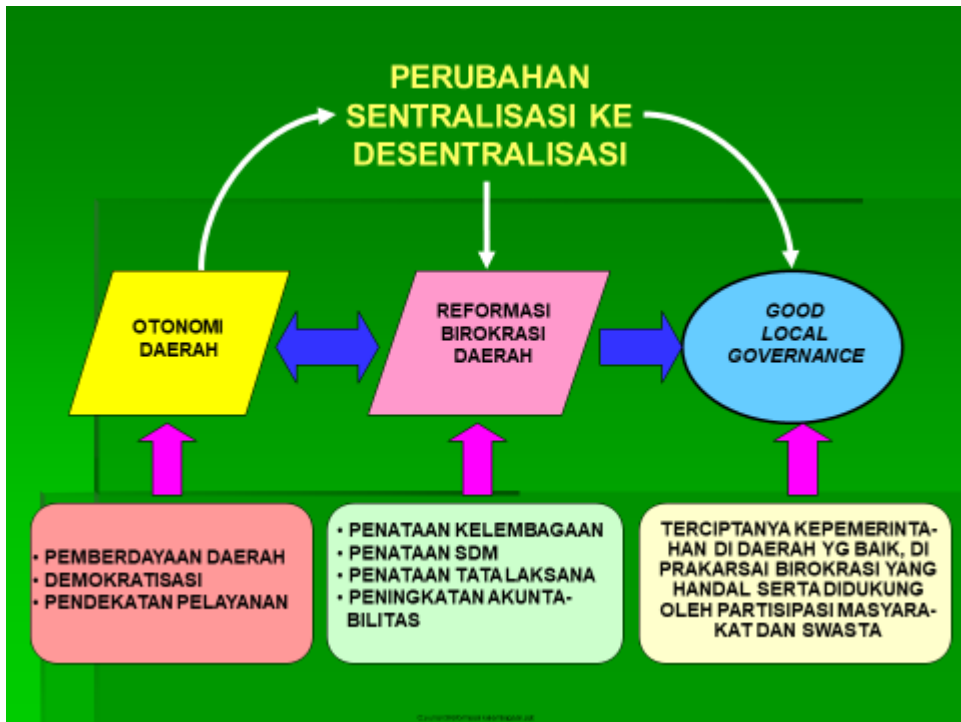 PERUBAHAN
SENTRALISASI KE
DESENTRALISASI
OTONOMI
DAERAH
REFORMASI
BIROKRASI
DAERAH
GOOD
LOCAL
GOVERNANCE
• PEMBERDAYAAN DAERAH
• DEMOKRATISASI
• PENDEKATAN PELAYANAN
• PENATAAN KELEMBAGAAN
• PENATAAN SDM
• PENATAAN TATA LAKSANA
• PENINGKATAN AKUNTA-
BILITAS
TERCIPTANYA KEPEMERINTA-
HAN DI DAERAH YG BAIK, DI
PRAKARSAI BIROKRASI YANG
HANDAL SERTA DIDUKUNG
OLEH PARTISIPASI MASYARA-
KAT DAN SWASTA